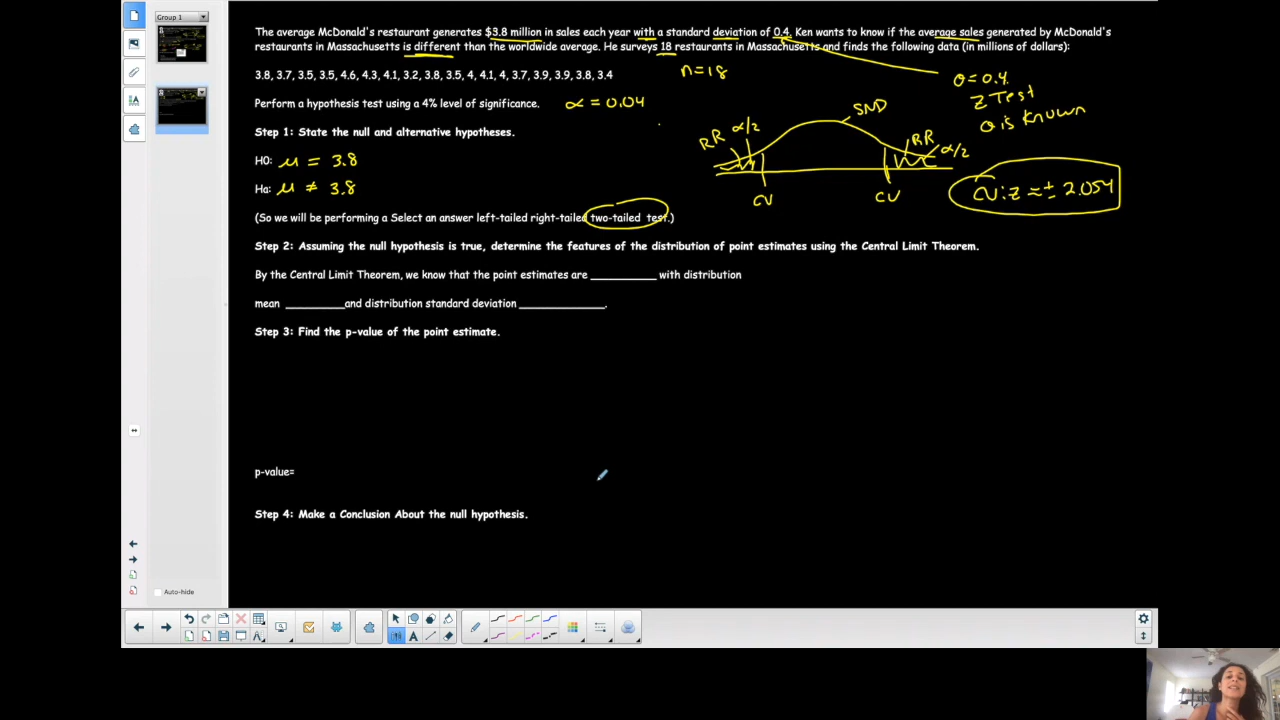 Group 1
The average McDonald's restaurant generates $3.8 million in sales each year with a standard deviation of 0.4. Ken wants to know if the average sales generated by McDonald's
restaurants in Massachusetts is different than the worldwide average. He surveys 18 restaurants in Massachusetts and finds the following data (in millions of dollars):
3.8, 3.7, 3.5, 3.5, 4.6, 4.3, 4.1, 3.2, 3.8, 3.5, 4, 4.1, 4, 3.7, 3.9, 3.9, 3.8, 3.4
n=18
σ=0.4
z Test
σ is known
Perform a hypothesis test using a 4% level of significance.
α = 0.04
SND
RR α/2
RR
α/2
CV
CV
CV: z ≈ ± 2.054
Step 1: State the null and alternative hypotheses.
H0: μ = 3.8
Ha: μ ≠ 3.8
(So we will be performing a Select an answer left-tailed right-tailed two-tailed test.)
Step 2: Assuming the null hypothesis is true, determine the features of the distribution of point estimates using the Central Limit Theorem.
By the Central Limit Theorem, we know that the point estimates are __________ with distribution
mean _________and distribution standard deviation _____________.
Step 3: Find the p-value of the point estimate.
p-value=
Step 4: Make a Conclusion About the null hypothesis.
Auto-hide